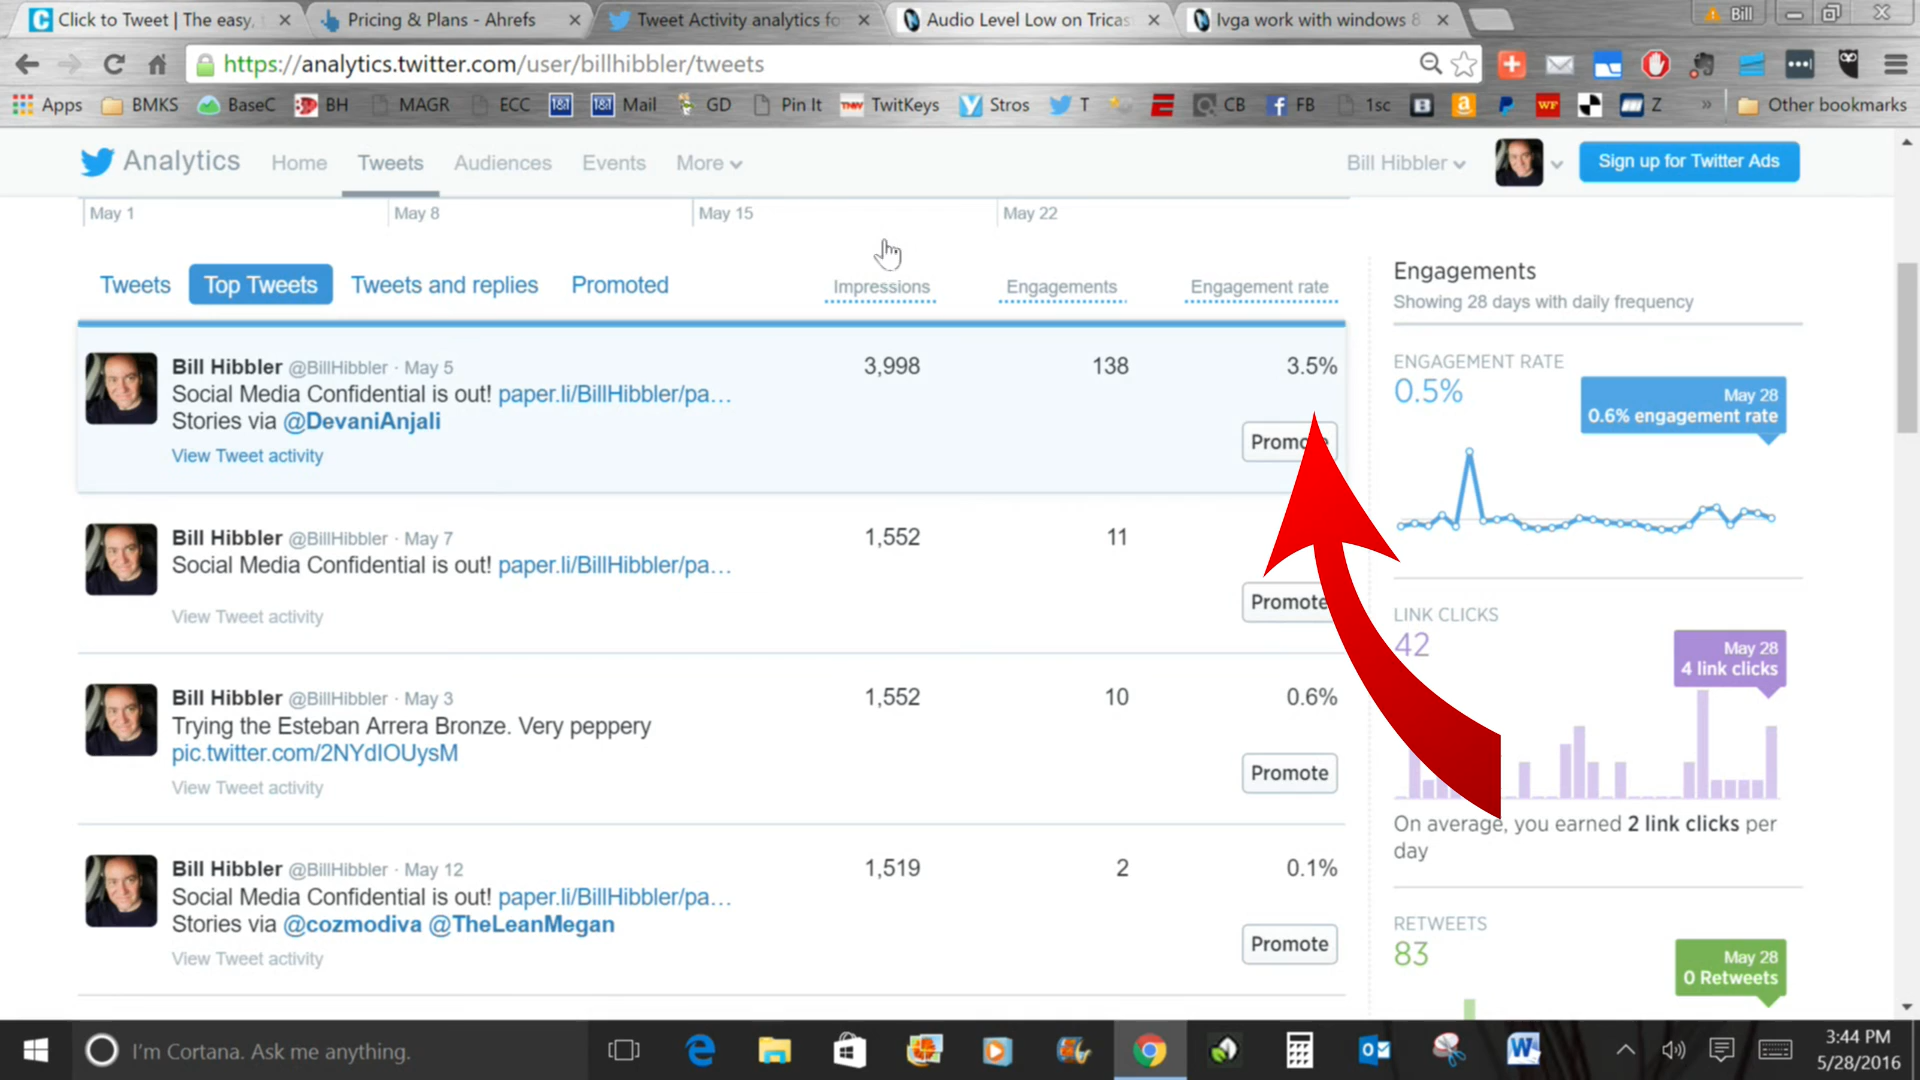 Click to Tweet | The easy,
Pricing & Plans - Ahrefs
Tweet Activity analytics fo
Audio Level Low on Tricas
lvga work with windows 8
Bill
https://analytics.twitter.com/user/billhibbler/tweets
Apps BMKS BaseC BH MAGR ECC 1&1 1&1 Mail GD Pin It TwitKeys Stros T CB FB 1sc Z » Other bookmarks
Analytics Home Tweets Audiences Events More Bill Hibbler Sign up for Twitter Ads
May 1 May 8 May 15 May 22
Tweets Top Tweets Tweets and replies Promoted Impressions Engagements Engagement rate
Bill Hibbler @BillHibbler · May 5 3,998 138 3.5%
Social Media Confidential is out! paper.li/BillHibbler/pa…
Stories via @DevaniAnjali
View Tweet activity
Bill Hibbler @BillHibbler · May 7 1,552 11
Social Media Confidential is out! paper.li/BillHibbler/pa…
View Tweet activity
Promote
Bill Hibbler @BillHibbler · May 3 1,552 10 0.6%
Trying the Esteban Arrera Bronze. Very peppery
pic.twitter.com/2NYdIOUysM
View Tweet activity
Promote
Bill Hibbler @BillHibbler · May 12 1,519 2 0.1%
Social Media Confidential is out! paper.li/BillHibbler/pa…
Stories via @cozmodiva @TheLeanMegan
View Tweet activity
Promote
Engagements
Showing 28 days with daily frequency
ENGAGEMENT RATE
0.5%
May 28
0.6% engagement rate
LINK CLICKS
42
May 28
4 link clicks
On average, you earned 2 link clicks per
day
RETWEETS
83
May 28
0 Retweets
I'm Cortana. Ask me anything.
3:44 PM
5/28/2016